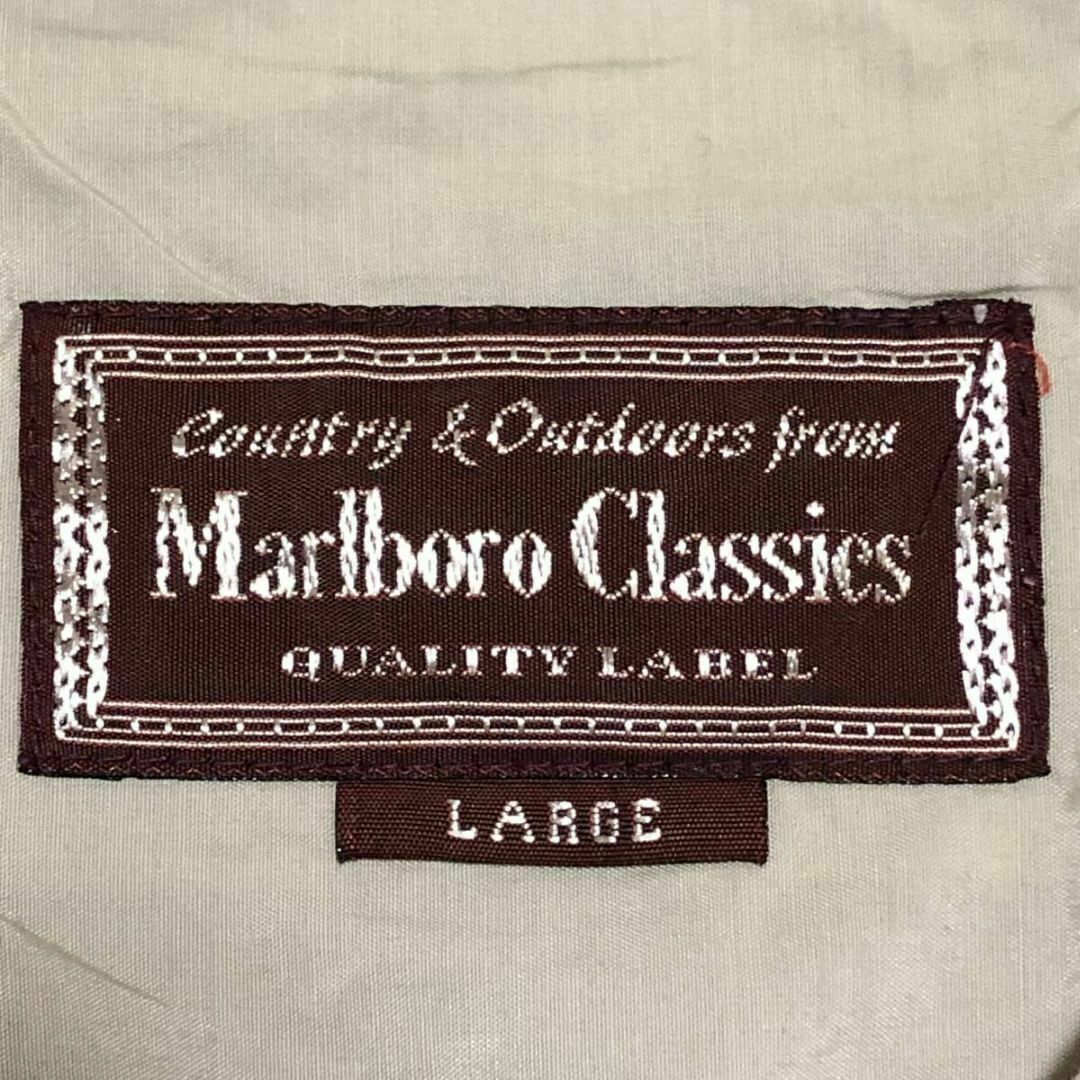 Country & Outdoors from
Marlboro Classics
QUALITY LABEL
LARGE